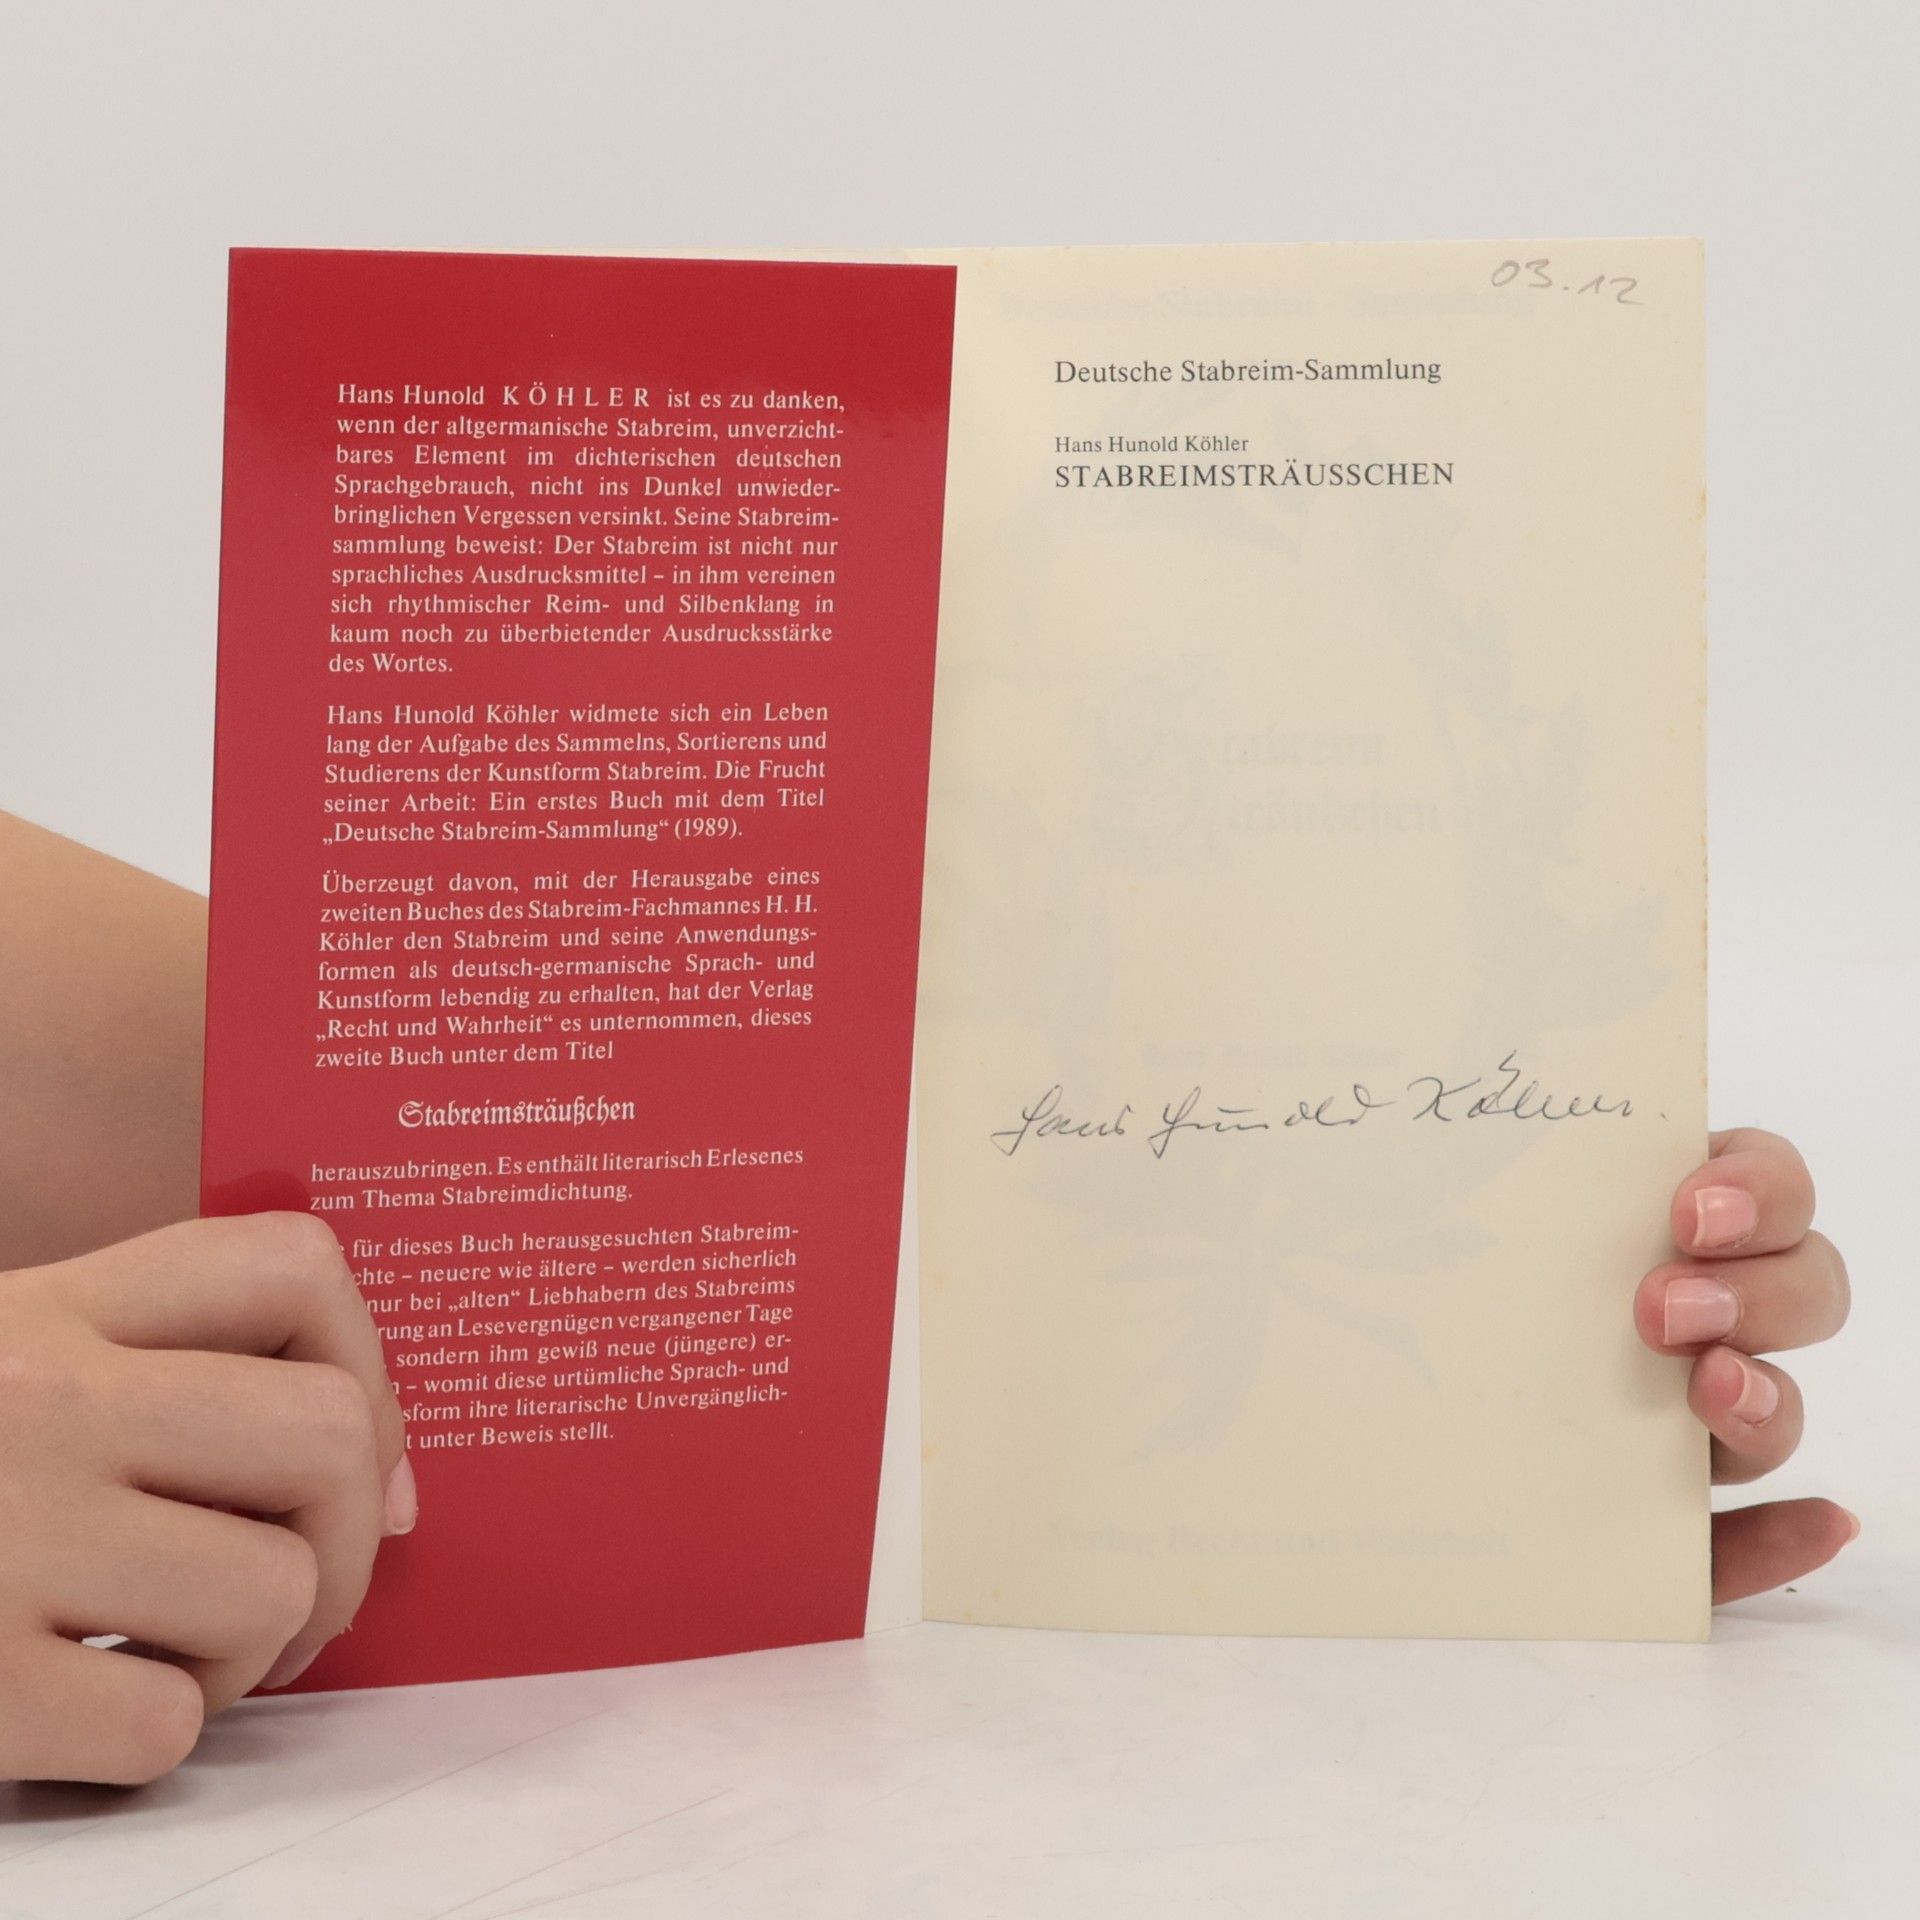 Hans Hunold KÖHLER ist es zu danken,
wenn der altgermanische Stabreim, unverzicht-
bares Element im dichterischen deutschen
Sprachgebrauch, nicht ins Dunkel unwieder-
bringlichen Vergessen versinkt. Seine Stabreim-
sammlung beweist: Der Stabreim ist nicht nur
sprachliches Ausdrucksmittel – in ihm vereinen
sich rhythmischer Reim- und Silbenklang in
kaum noch zu überbietender Ausdrucksstärke
des Wortes.
Hans Hunold Köhler widmete sich ein Leben
lang der Aufgabe des Sammelns, Sortierens und
Studierens der Kunstform Stabreim. Die Frucht
seiner Arbeit: Ein erstes Buch mit dem Titel
„Deutsche Stabreim-Sammlung“ (1989).
Überzeugt davon, mit der Herausgabe eines
zweiten Buches des Stabreim-Fachmannes H. H.
Köhler den Stabreim und seine Anwendungs-
formen als deutsch-germanische Sprach- und
Kunstform lebendig zu erhalten, hat der Verlag
„Recht und Wahrheit“ es unternommen, dieses
zweite Buch unter dem Titel
Stabreimsträußchen
herauszubringen. Es enthält literarisch Erlesenes
zum Thema Stabreimdichtung.
für dieses Buch herausgesuchten Stabreim-
chte – neuere wie ältere – werden sicherlich
nur bei „alten“ Liebhabern des Stabreims
rung an Lesevergnügen vergangener Tage
, sondern ihm gewiß neue (jüngere) er-
– womit diese urtümliche Sprach- und
sform ihre literarische Unvergänglich-
t unter Beweis stellt.
03.12
Deutsche Stabreim-Sammlung
Hans Hunold Köhler
STABREIMSTRÄUSSCHEN
Hans Hunold Köhler.